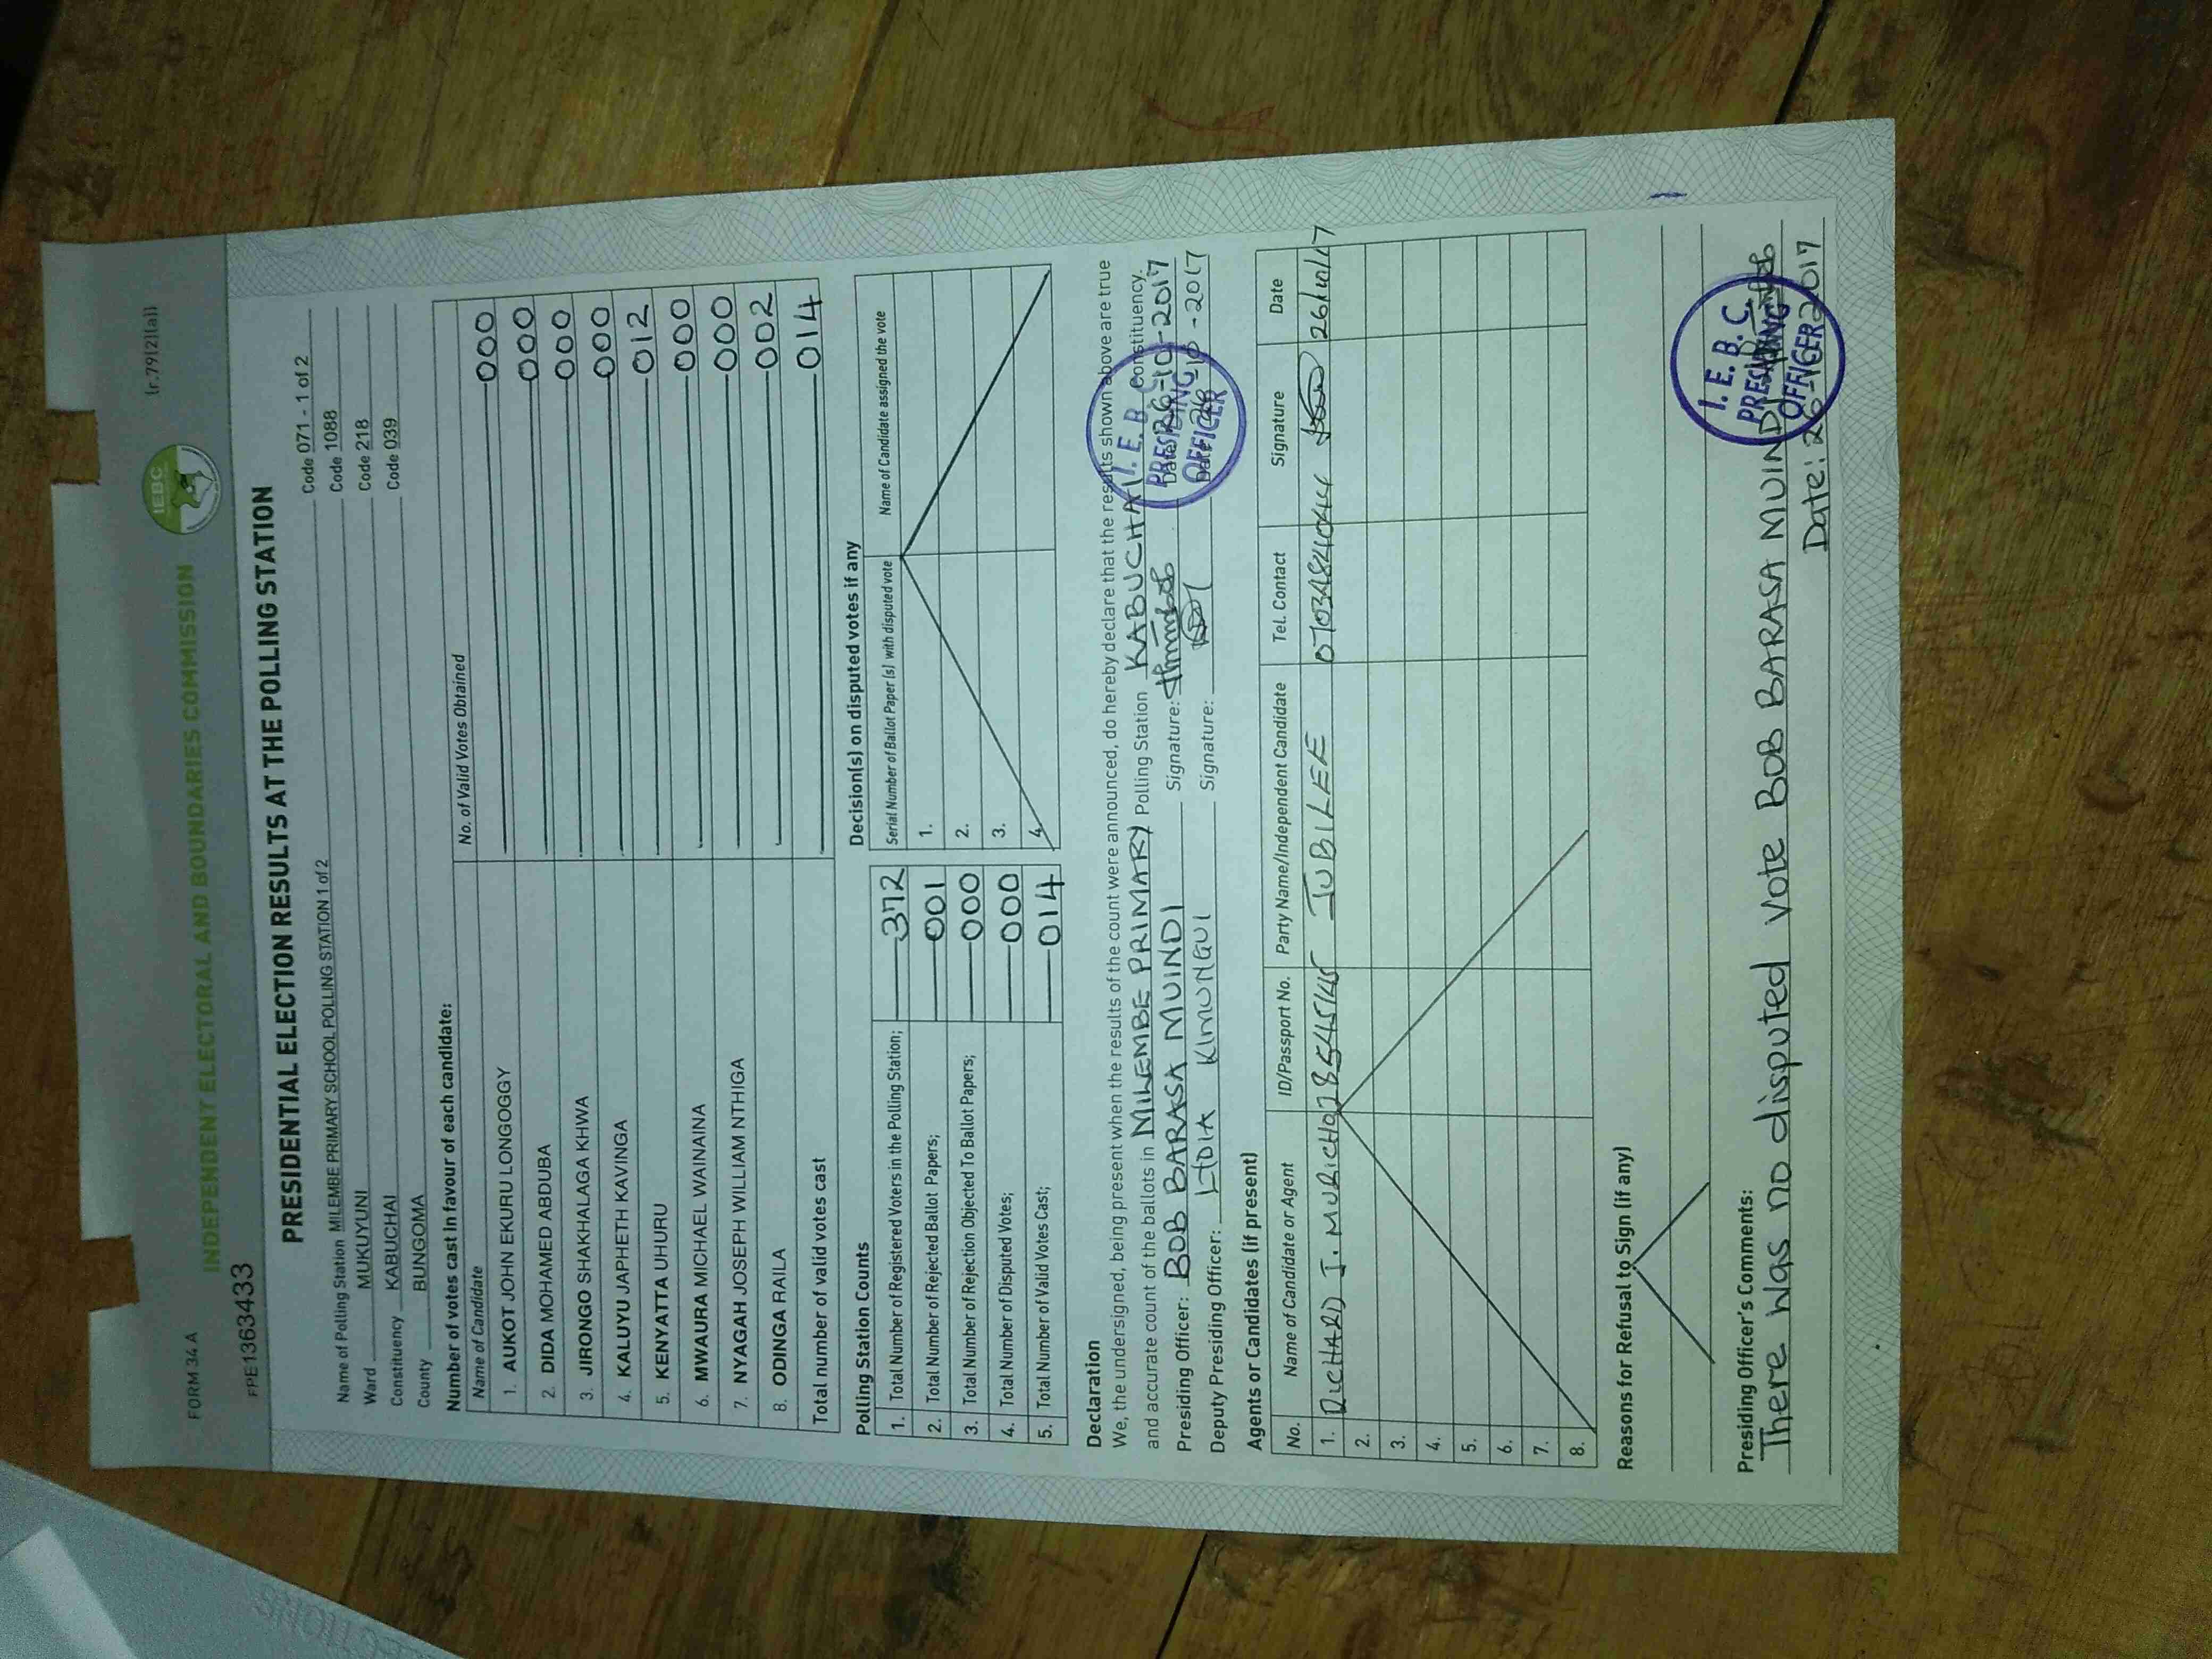 FORM 34 A
(r.79(2)(a))
IEBC
INDEPENDENT ELECTORAL AND BOUNDARIES COMMISSION
FPE1363433
PRESIDENTIAL ELECTION RESULTS AT THE POLLING STATION
Name of Polling Station MILEMBE PRIMARY SCHOOL POLLING STATION 1 of 2 Code 071 - 1 of 2
Ward MUKUYUNI Code 1088
Constituency KABUCHAI Code 218
County BUNGOMA Code 039
Number of votes cast in favour of each candidate:
Name of Candidate No. of Valid Votes Obtained
1. AUKOT JOHN EKURU LONGOGGY 000
2. DIDA MOHAMED ABDUBA 000
3. JIRONGO SHAKHALAGA KHWA 000
4. KALUYU JAPHETH KAVINGA 000
5. KENYATTA UHURU 012
6. MWAURA MICHAEL WAINAINA 000
7. NYAGAH JOSEPH WILLIAM NTHIGA 000
8. ODINGA RAILA 002
Total number of valid votes cast 014
Polling Station Counts
1. Total Number of Registered Voters in the Polling Station; 372
2. Total Number of Rejected Ballot Papers; 001
3. Total Number of Rejection Objected To Ballot Papers; 000
4. Total Number of Disputed Votes; 000
5. Total Number of Valid Votes Cast; 014
Decision(s) on disputed votes if any
Serial Number of Ballot Paper (s) with disputed vote Name of Candidate assigned the vote
1.
2.
3.
4.
Declaration
We, the undersigned, being present when the results of the count were announced, do hereby declare that the results shown above are true
and accurate count of the ballots in MILEMBE PRIMARY Polling Station KABUCHAI Constituency.
Presiding Officer: BOB BARASA MUINDI Signature: Date: 26-10-2017
Deputy Presiding Officer: LIDIA KIMUNGUI Signature: Date: 26-10-2017
I. E. B. C.
PRESIDING
OFFICER
Agents or Candidates (if present)
No. Name of Candidate or Agent ID/Passport No. Party Name/Independent Candidate Tel. Contact Signature Date
1. RICHARD J. MURICHO JUBILEE 26/10/17
2.
3.
4.
5.
6.
7.
8.
Reasons for Refusal to Sign (if any)
Presiding Officer's Comments:
There was no disputed vote BOB BARASA MUINDI
Date: 26-10-2017
I. E. B. C.
PRESIDING
OFFICER